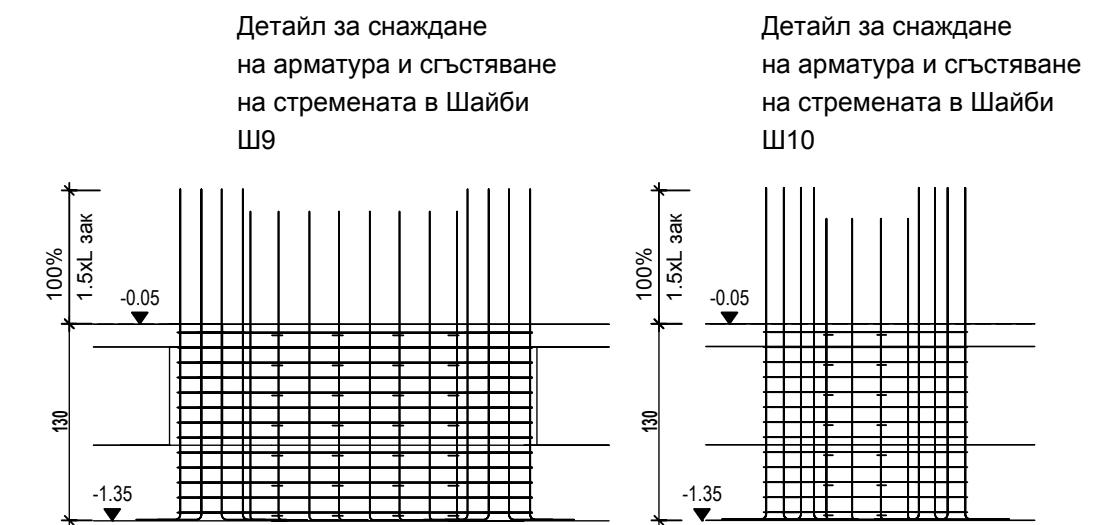 Детайл за снаждане
на арматура и сгъстяване
на стремената в Шайби
Ш9
100%
1.5xL зак
-0.05
130
-1.35
Детайл за снаждане
на арматура и сгъстяване
на стремената в Шайби
Ш10
100%
1.5xL зак
-0.05
130
-1.35